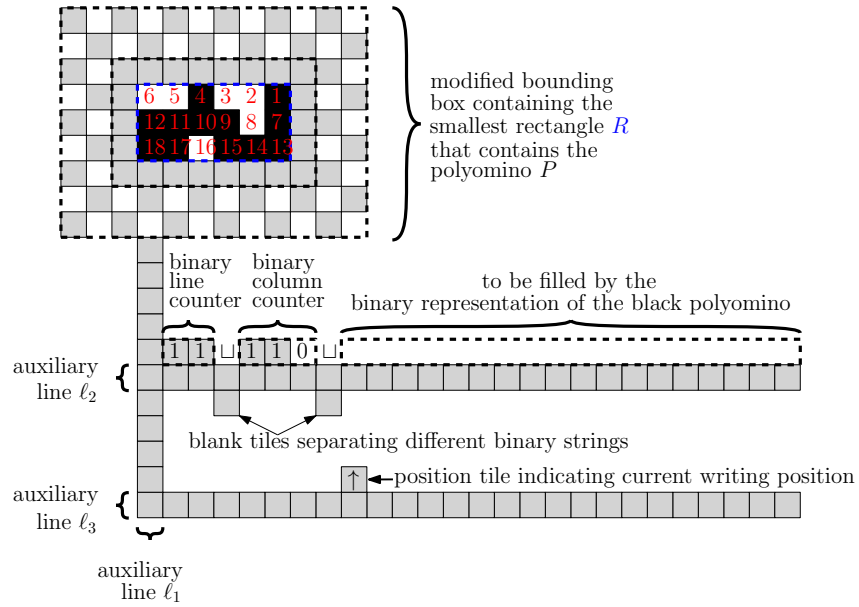 6 5 4 3 2 1
12 11 10 9 8 7
18 17 16 15 14 13
modified bounding
box containing the
smallest rectangle R
that contains the
polyomino P
binary
line
counter
binary
column
counter
to be filled by the
binary representation of the black polyomino
1 1 ⊔ 1 1 0 ⊔
auxiliary
line ℓ2
blank tiles separating different binary strings
↑
position tile indicating current writing position
auxiliary
line ℓ3
auxiliary
line ℓ1